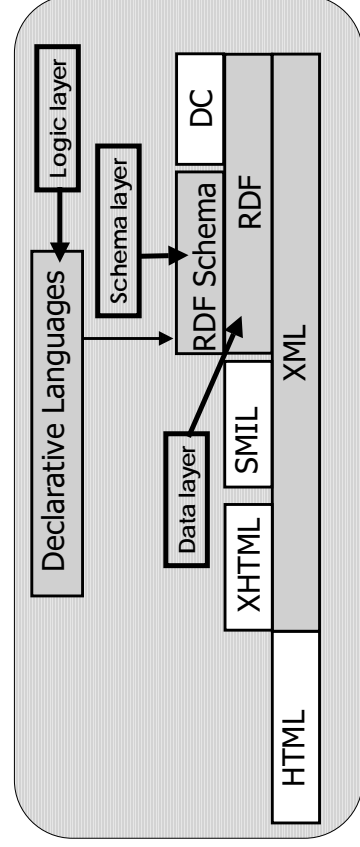 Logic layer
Declarative Languages
Schema layer
Data layer
RDF Schema
DC
XHTML
SMIL
RDF
HTML
XML